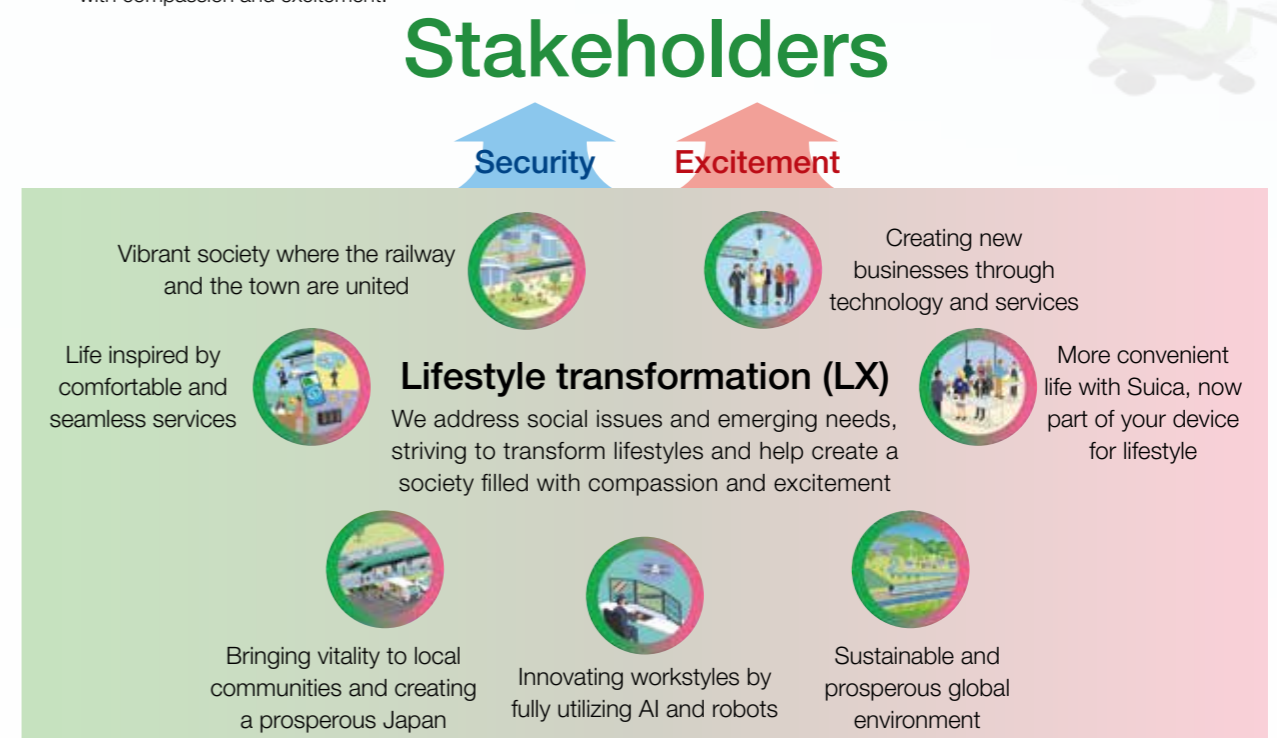 with compassion and excitement.
Stakeholders
Security
Excitement
Vibrant society where the railway
and the town are united
Creating new
businesses through
technology and services
Life inspired by
comfortable and
seamless services
Lifestyle transformation (LX)
We address social issues and emerging needs,
striving to transform lifestyles and help create a
society filled with compassion and excitement
More convenient
life with Suica, now
part of your device
for lifestyle
Bringing vitality to local
communities and creating
a prosperous Japan
Innovating workstyles by
fully utilizing AI and robots
Sustainable and
prosperous global
environment